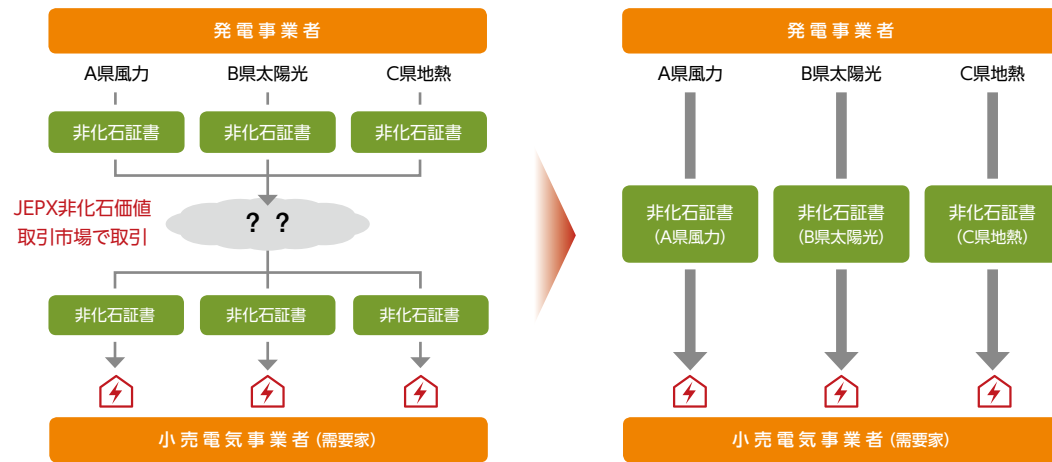 発電事業者
A県風力
B県太陽光
C県地熱
非化石証書
非化石証書
非化石証書
JEPX非化石価値
取引市場で取引
? ?
非化石証書
非化石証書
非化石証書
小売電気事業者(需要家)
発電事業者
A県風力
B県太陽光
C県地熱
非化石証書
(A県風力)
非化石証書
(B県太陽光)
非化石証書
(C県地熱)
小売電気事業者(需要家)